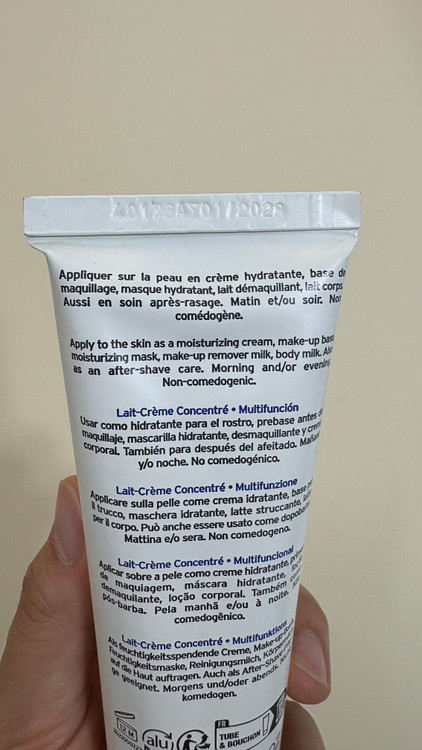 Appliquer sur la peau en crème hydratante, base de
maquillage, masque hydratant, lait démaquillant, lait corps.
Aussi en soin après-rasage. Matin et/ou soir. Non
comédogène.
Apply to the skin as a moisturizing cream, make-up base,
moisturizing mask, make-up remover milk, body milk. Also
as an after-shave care. Morning and/or evening.
Non-comedogenic.
Lait-Crème Concentré • Multifunción
Usar como hidratante para el rostro, prebase antes de
maquillaje, mascarilla hidratante, desmaquillante y crema
corporal. También para después del afeitado. Mañana
y/o noche. No comedogénico.
Lait-Crème Concentré • Multifunzione
Applicare sulla pelle come crema idratante, base
il trucco, maschera idratante, latte struccante,
per il corpo. Può anche essere usato come dopobarba
Mattina e/o sera. Non comedogeno.
Lait-Crème Concentré • Multifuncional
Aplicar sobre a pele como creme hidratante,
de maquiagem, máscara hidratante,
démaquilante, loção corporal. Também
pós-barba. Pela manhã e/ou à noite.
comedogênico.
Lait-Crème Concentré • Multifunktion
Als feuchtigkeitsspendende Creme, Make-up
Feuchtigkeitsmaske, Reinigungsmilch,
auf die Haut auftragen. Auch als After-Shave
ge geeignet. Morgens und/oder abends.
komedogen.
12 M
alu
FR
TUBE
& BOUCHON